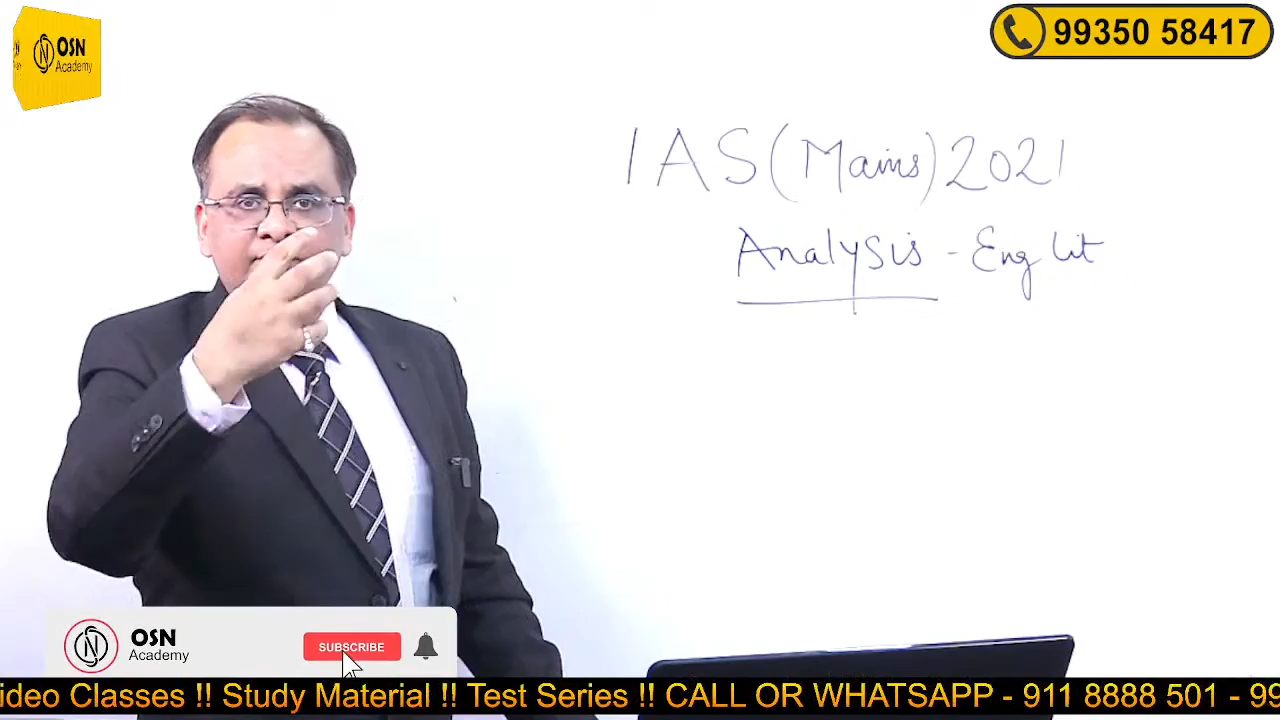 OSN
Academy
99350 58417
IAS (Mains) 2021
Analysis - Eng Lit
OSN
Academy
SUBSCRIBE
ideo Classes !! Study Material !! Test Series !! CALL OR WHATSAPP - 911 8888 501 - 99